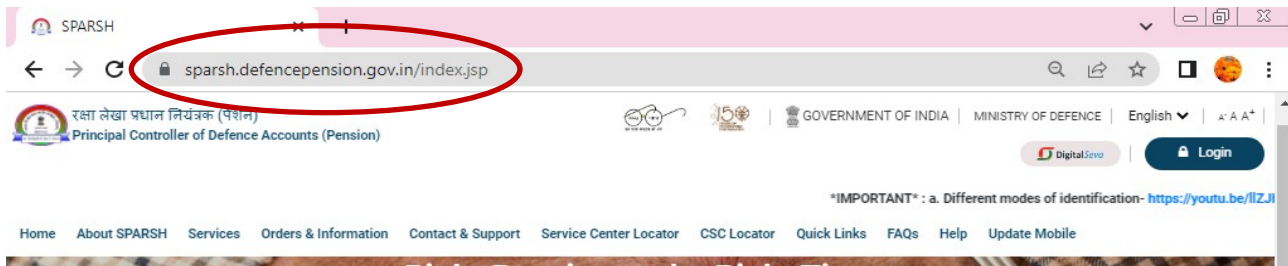 SPARSH
sparsh.defencepension.gov.in/index.jsp
रक्षा लेखा प्रधान नियंत्रक (पेंशन)
Principal Controller of Defence Accounts (Pension)
GOVERNMENT OF INDIA | MINISTRY OF DEFENCE | English | A- A A+ |
DigitalSeva | Login
*IMPORTANT* : a. Different modes of identification- https://youtu.be/llZJI
Home About SPARSH Services Orders & Information Contact & Support Service Center Locator CSC Locator Quick Links FAQs Help Update Mobile